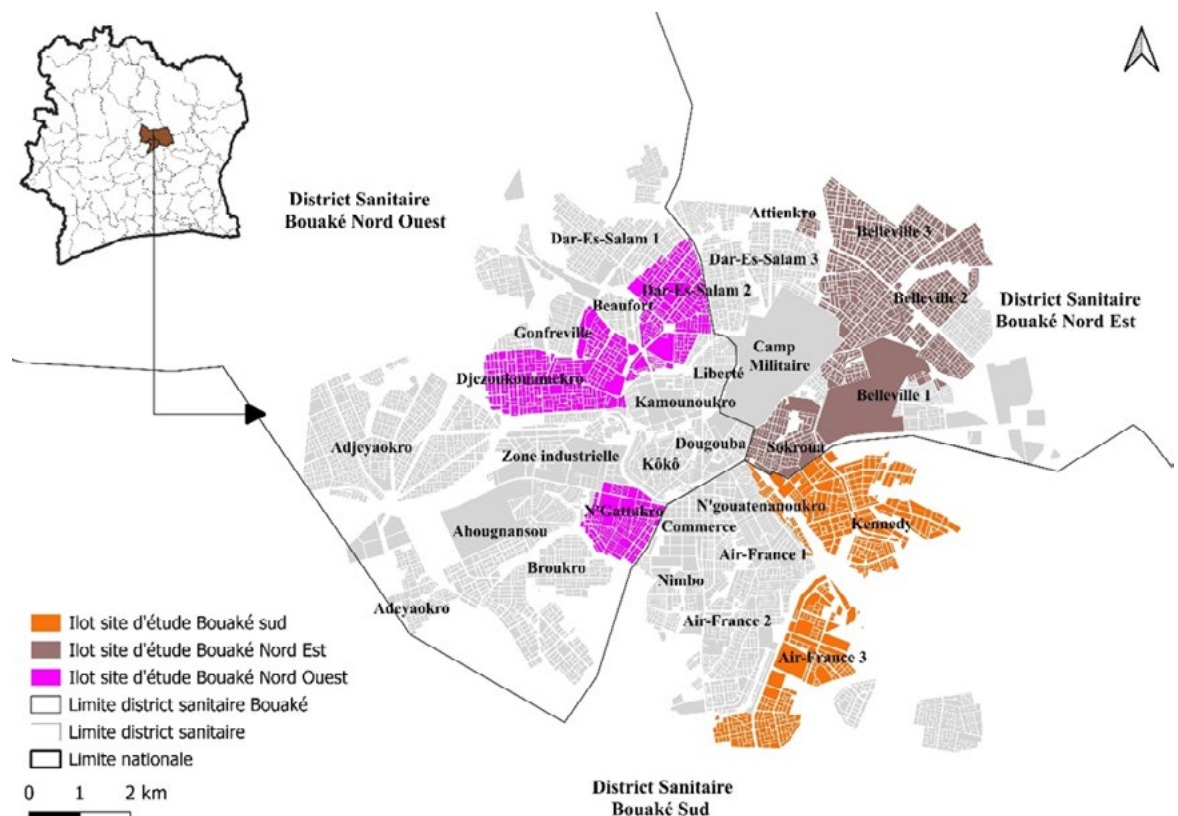 District Sanitaire
Bouaké Nord Ouest
Attienkro
Belleville 3
Dar-Es-Salam 1
Dar-Es-Salam 3
Dar-Es-Salam 2
Belleville 2
District Sanitaire
Bouaké Nord Est
Beaufort
Gonfreville
Camp
Militaire
Liberté
Djezoukouamekro
Belleville 1
Kamounoukro
Dougouba
Sokroua
Adjeyaokro
Zone industrielle
Kôkô
N'Gattakro
N'gouatenanoukro
Commerce
Kennedy
Ahougnansou
Air-France 1
Broukro
Nimbo
Adeyaokro
Air-France 2
Air-France 3
Ilot site d'étude Bouaké sud
Ilot site d'étude Bouaké Nord Est
Ilot site d'étude Bouaké Nord Ouest
Limite district sanitaire Bouaké
Limite district sanitaire
Limite nationale
0 1 2 km
District Sanitaire
Bouaké Sud